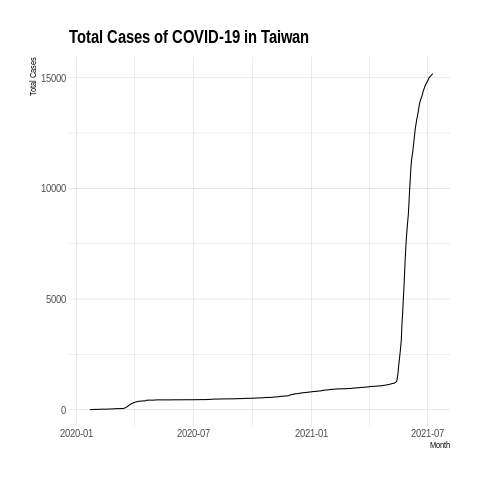 Total Cases of COVID-19 in Taiwan
Total Cases
15000
10000
5000
0
2020-01
2020-07
2021-01
2021-07
Month